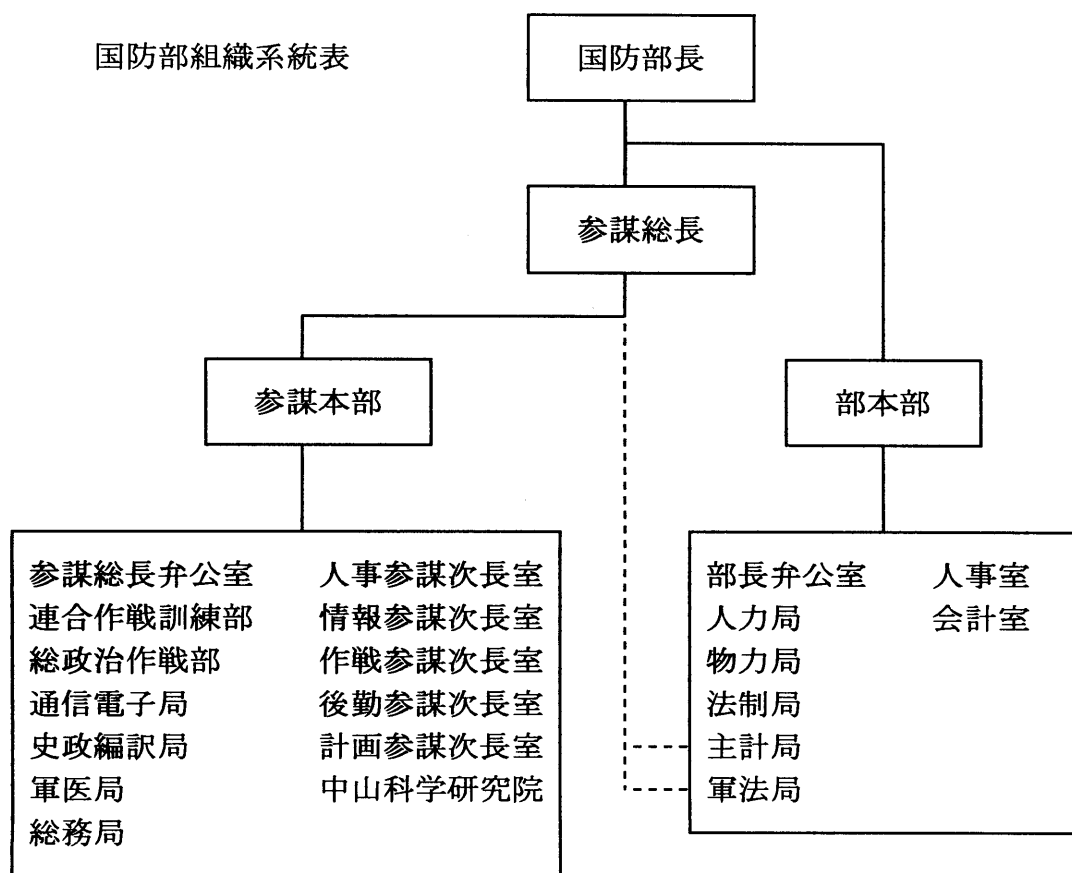 国防部組織系統表
国防部長
参謀総長
参謀本部
部本部
参謀総長弁公室
連合作戦訓練部
総政治作戦部
通信電子局
史政編訳局
軍医局
総務局
人事参謀次長室
情報参謀次長室
作戦参謀次長室
後勤参謀次長室
計画参謀次長室
中山科学研究院
部長弁公室
人力局
物力局
法制局
主計局
軍法局
人事室
会計室